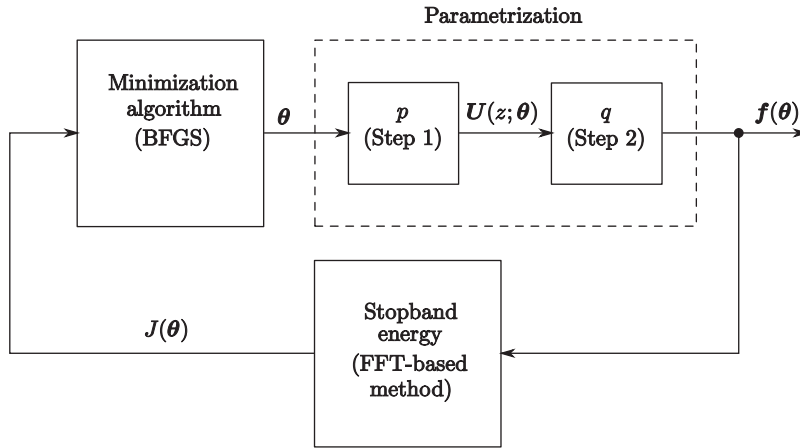 Parametrization
Minimization
algorithm
(BFGS)
θ
p
(Step 1)
U(z;θ)
q
(Step 2)
f(θ)
J(θ)
Stopband
energy
(FFT-based
method)